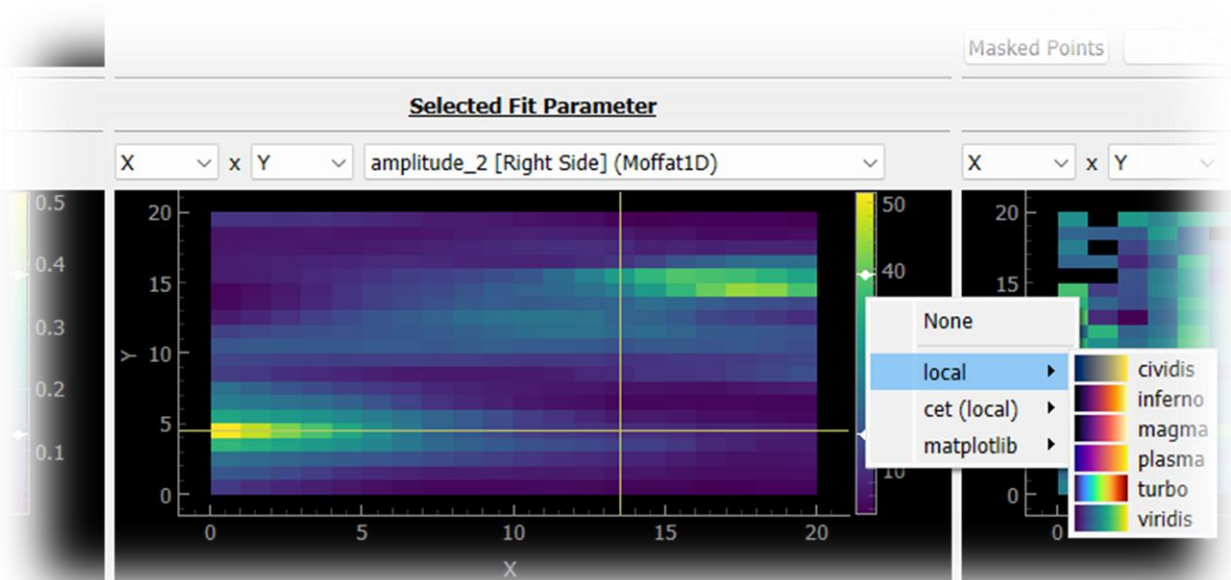 Masked Points
Selected Fit Parameter
X x Y amplitude_2 [Right Side] (Moffat1D) X x Y
0.5
0.4
0.3
0.2
0.1
20
15
10
5
0
Y
0 5 10 15 20
X
50
40
10
None
local
cet (local)
matplotlib
cividis
inferno
magma
plasma
turbo
viridis
20
15
0
0